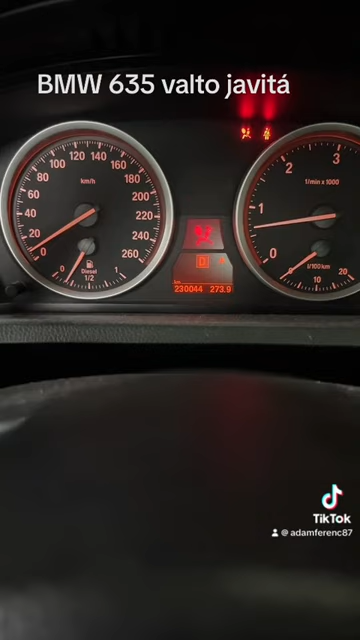 BMW 635 valto javitá
km/h
0
20
40
60
80
100
120
140
160
180
200
220
240
260
0
Diesel
1/2
1
D
km
230044 273.9
1/min x 1000
0
1
2
3
l/100km
0
10
20
TikTok
@ adamferenc87